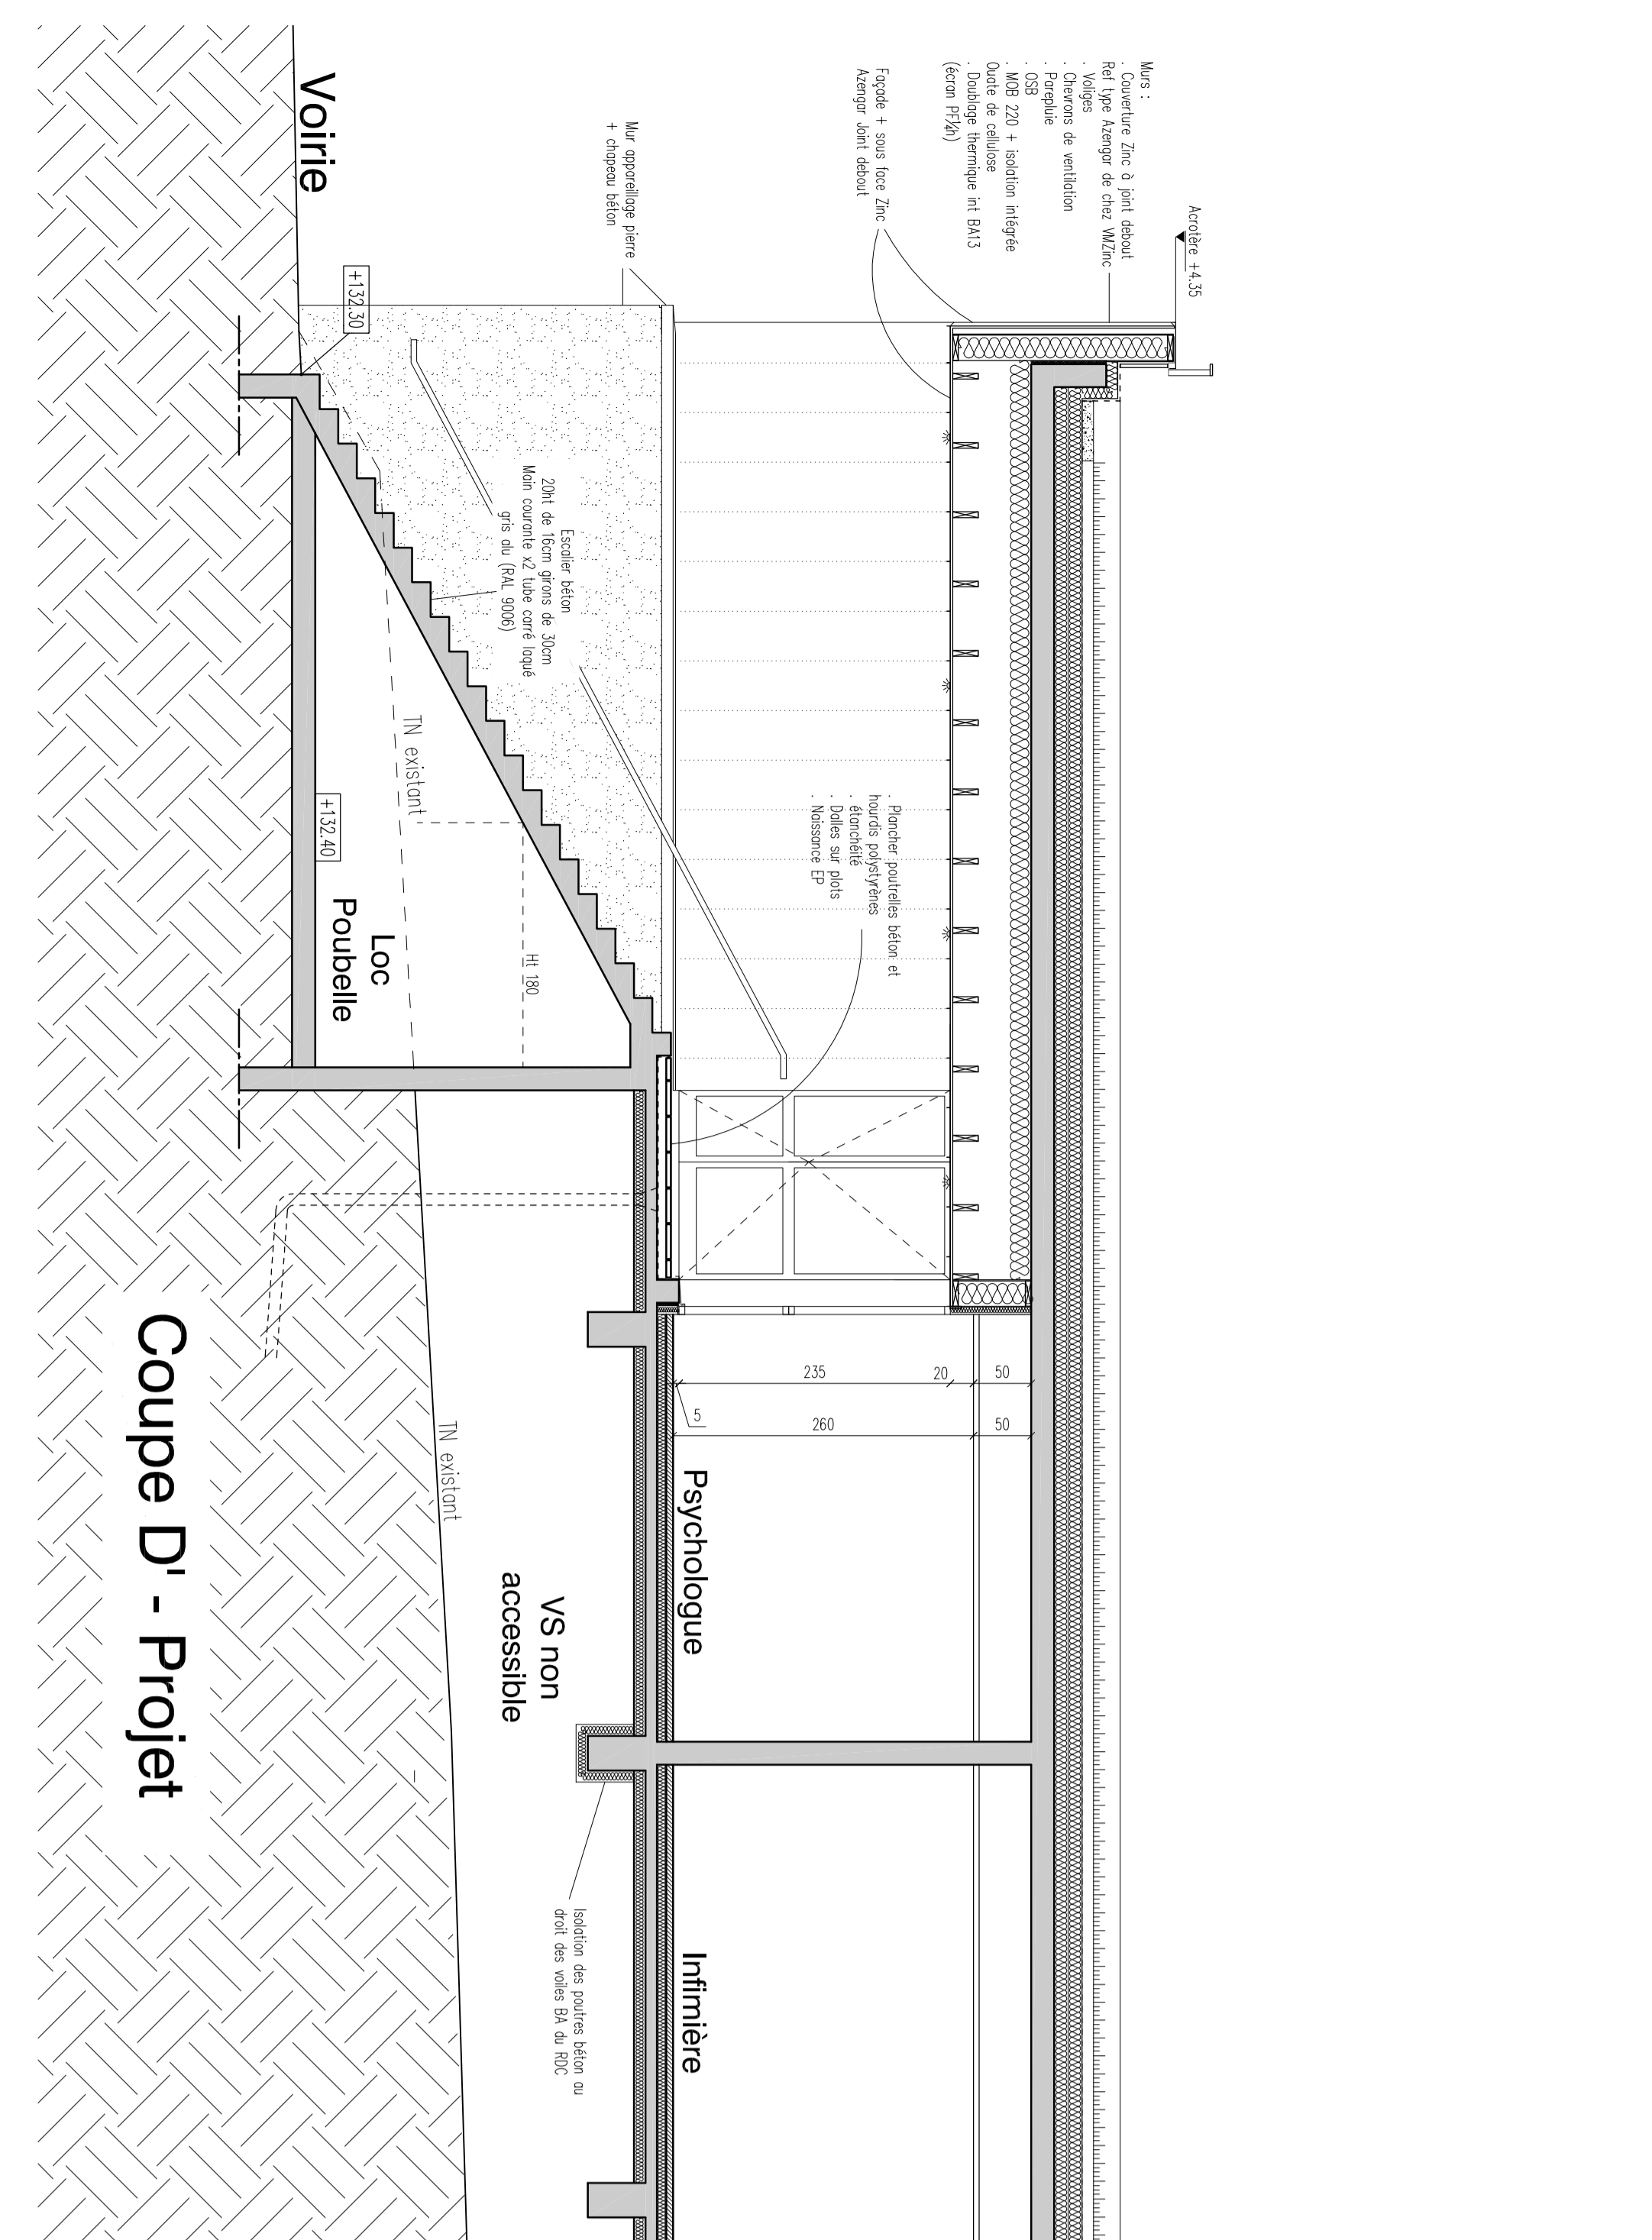 Acrotère +4.35
Murs :
. Couverture Zinc à joint debout
Ref type Azengar de chez VMZinc
. Voliges
. Chevrons de ventilation
. Parepluie
. OSB
. MOB 220 + isolation intégrée
Ouate de cellulose
. Doublage thermique int BA13
(écran PF¼h)
Façade + sous face Zinc
Azengar Joint debout
Mur appareillage pierre
+ chapeau béton
. Plancher poutrelles béton et
hourdis polystyrènes
. étanchéité
. Dalles sur plots
. Naissance EP
50
20
235
5
50
260
Escalier béton
20ht de 16cm girons de 30cm
Main courante x2 tube carré laqué
gris alu (RAL 9006)
Psychologue
Infimière
Ht 180
TN existant
VS non
accessible
Isolation des poutres béton au
droit des voiles BA du RDC
TN existant
Voirie
+132.30
+132.40
Loc
Poubelle
Coupe D' - Projet